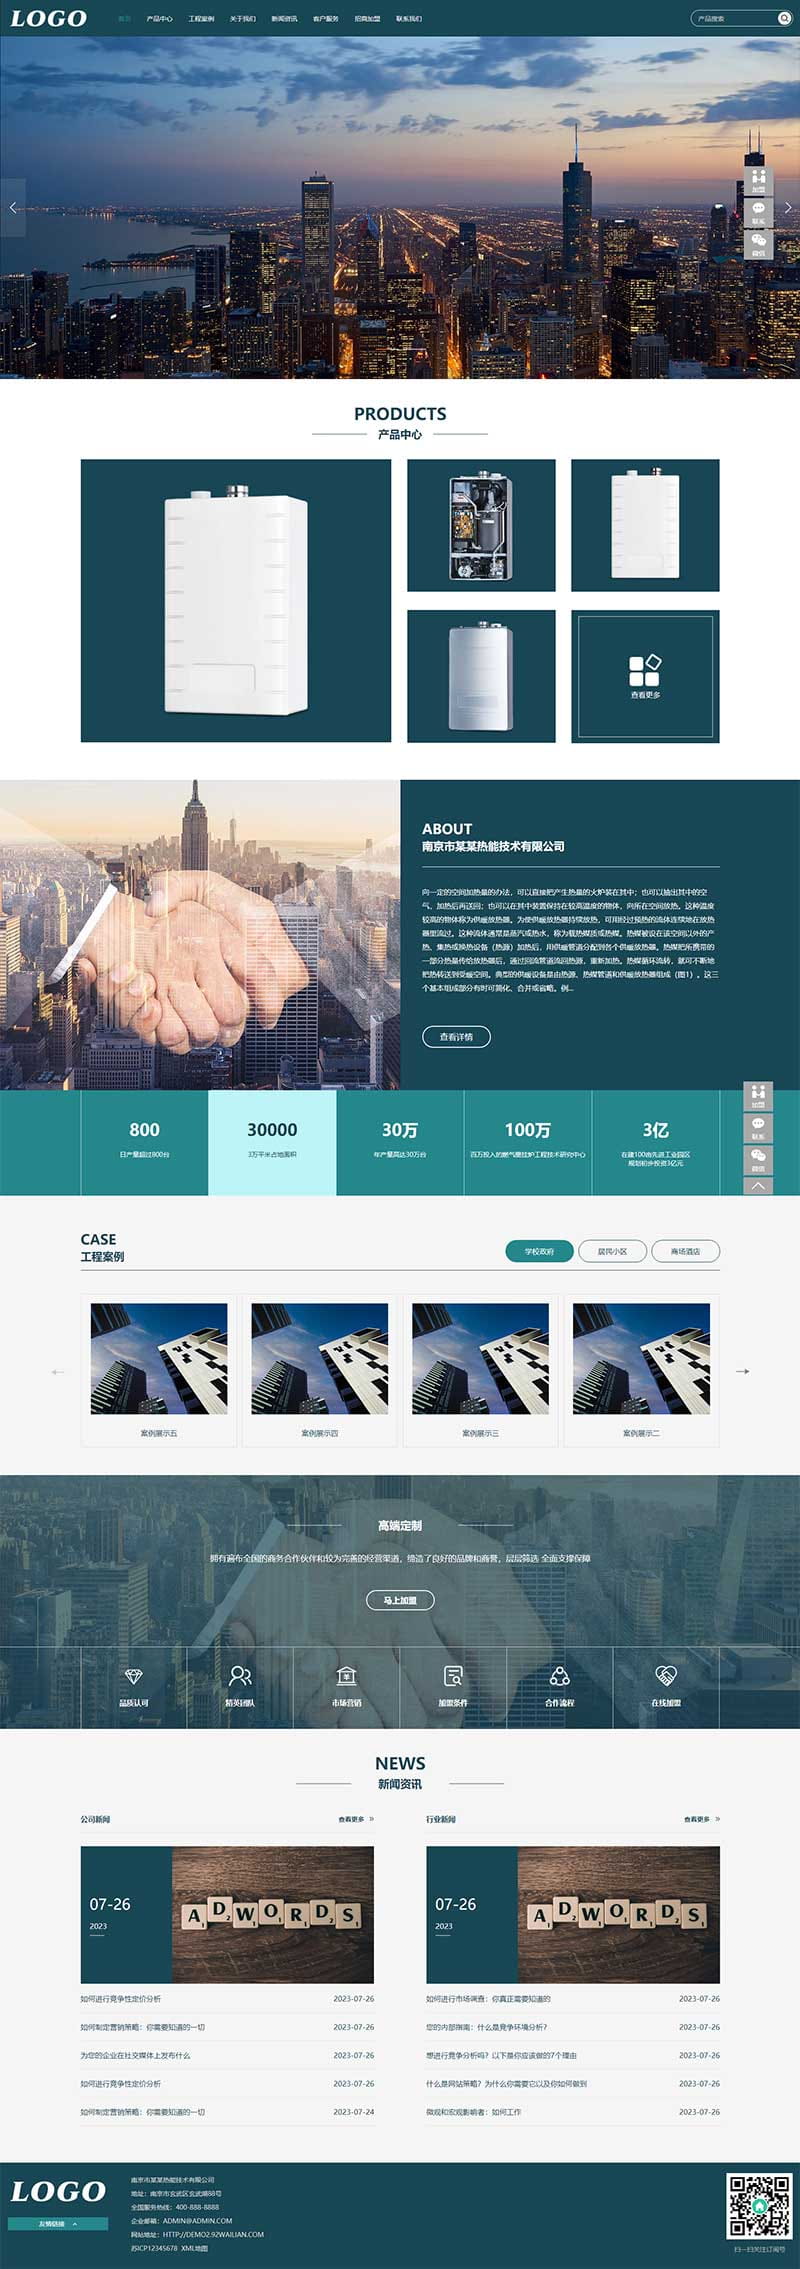 LOGO
首页 产品中心 工程案例 关于我们 新闻资讯 客户服务 招商加盟 联系我们
产品搜索
加盟
联系
微信
PRODUCTS
产品中心
查看更多
ABOUT
南京市某某热能技术有限公司
向一定的空间加热量的办法，可以直接把产生热量的火炉装在其中；也可以抽出其中的空
气，加热后再送回；也可以在其中装置保持在较高温度的物体，向所在空间放热。这种温度
较高的物体称为供暖放热器。为使供暖放热器持续放热，可用经过预热的流体连续地在放热
器里流过。这种流体通常是蒸汽或热水，称为载热媒质或热媒。热媒被设在该空间以外的产
热、集热或换热设备（热源）加热后，用供暖管道分配到各个供暖放热器。热媒把所携带的
一部分热量传给放热器后，通过回流管道流回热源，重新加热。热媒循环流转，就可不断地
把热转送到受暖空间。典型的供暖设备是由热源、热媒管道和供暖放热器组成（图1）。这三
个基本组成部分有时可简化、合并或省略。例...
查看详情
800
日产量超过800台
30000
3万平米占地面积
30万
年产量高达30万台
100万
百万投入的燃气壁挂炉工程技术研究中心
3亿
在建100亩先进工业园区
规划初步投资3亿元
加盟
联系
微信
CASE
工程案例
学校政府 居民小区 商场酒店
案例展示五 案例展示四 案例展示三 案例展示二
高端定制
拥有遍布全国的商务合作伙伴和较为完善的经营渠道，缔造了良好的品牌和商誉，层层筛选 全面支撑保障
马上加盟
品质认可 精英团队 市场营销 加盟条件 合作流程 在线加盟
NEWS
新闻资讯
公司新闻 查看更多 »
07-26
2023
ADWORDS
如何进行竞争性定价分析 2023-07-26
如何制定营销策略：你需要知道的一切 2023-07-26
为您的企业在社交媒体上发布什么 2023-07-26
如何进行竞争性定价分析 2023-07-26
如何制定营销策略：你需要知道的一切 2023-07-24
行业新闻 查看更多 »
07-26
2023
ADWORDS
如何进行市场调查：你真正需要知道的 2023-07-26
您的内部指南：什么是竞争环境分析？ 2023-07-26
想进行竞争分析吗？以下是你应该做的7个理由 2023-07-26
什么是网站策略？为什么你需要它以及你如何做到 2023-07-26
微观和宏观影响者：如何工作 2023-07-26
LOGO
友情链接
南京市某某热能技术有限公司
地址：南京市玄武区玄武湖88号
全国服务热线：400-888-8888
企业邮箱：ADMIN@ADMIN.COM
网站地址：HTTP://DEMO2.92WAILIAN.COM
苏ICP12345678 XML地图
扫一扫关注订阅号